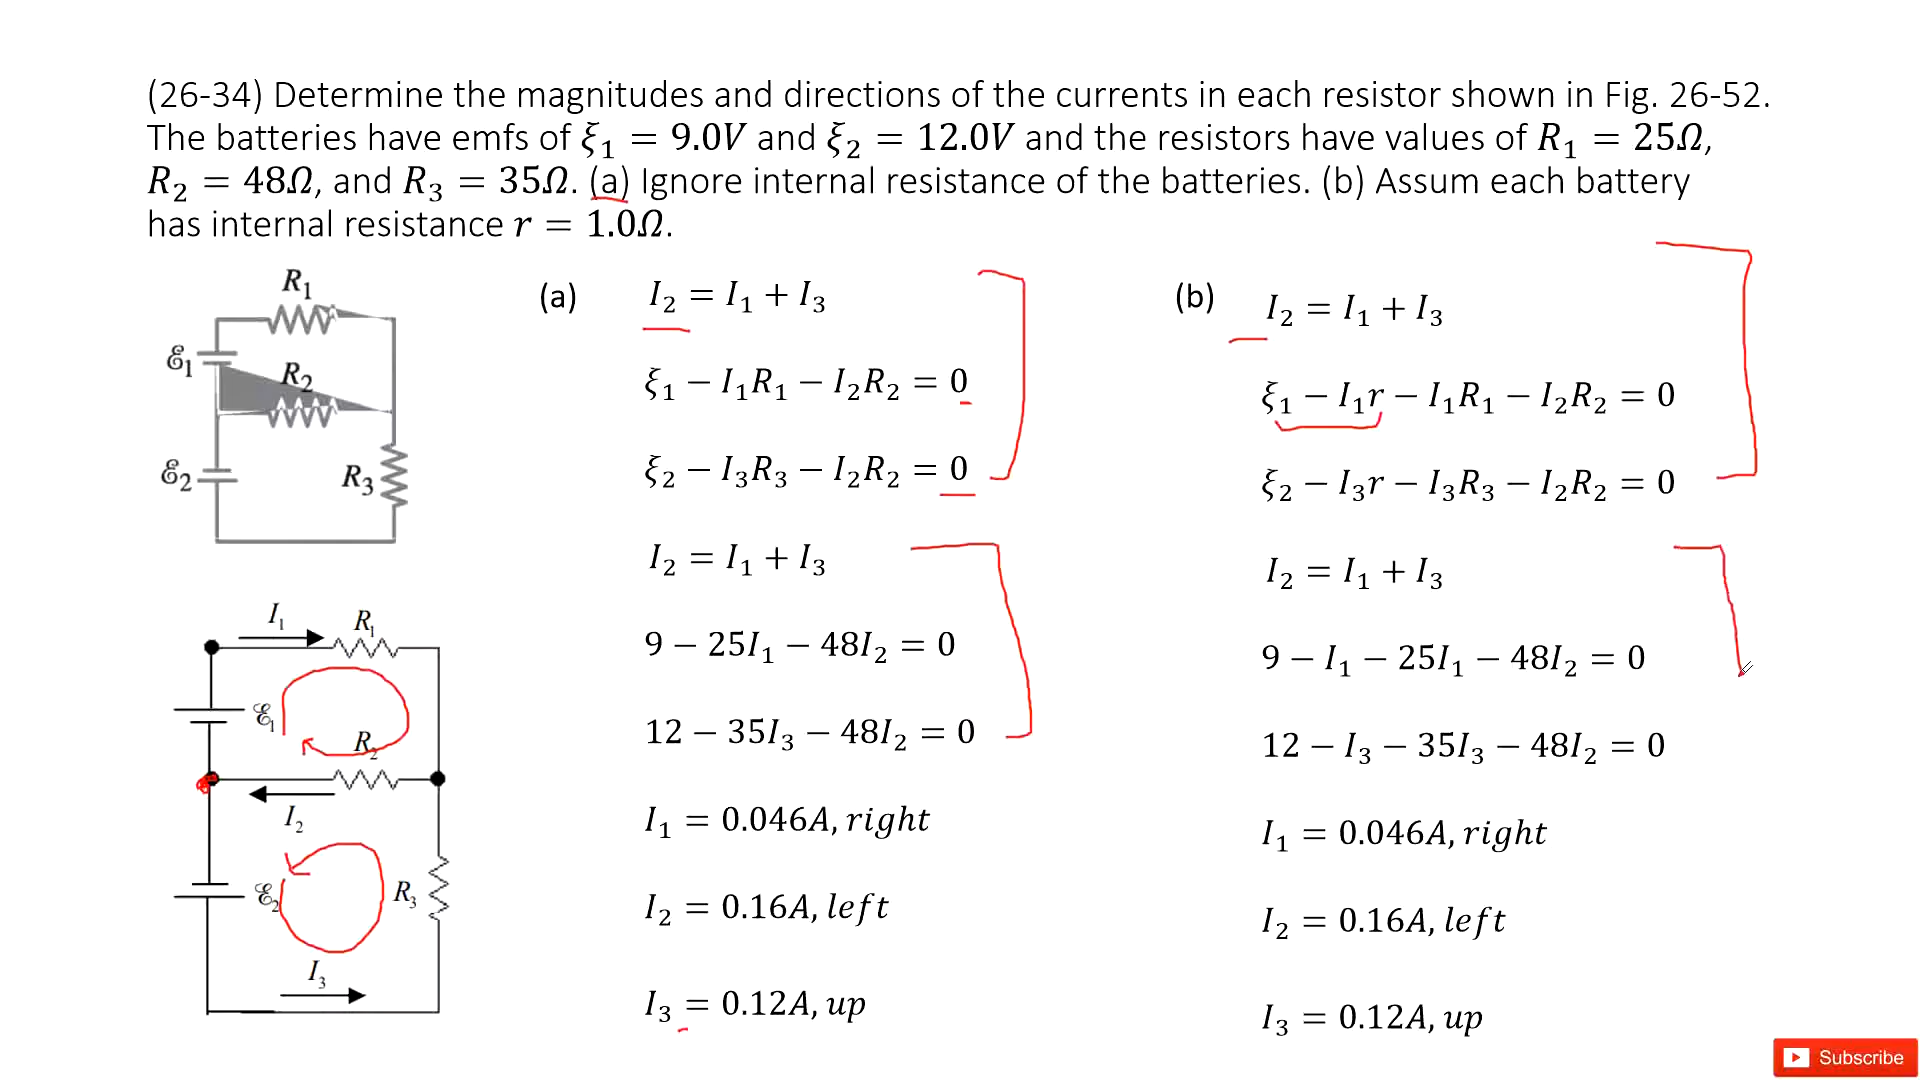 (26-34) Determine the magnitudes and directions of the currents in each resistor shown in Fig. 26-52.
The batteries have emfs of ξ₁ = 9.0V and ξ₂ = 12.0V and the resistors have values of R₁ = 25Ω,
R₂ = 48Ω, and R₃ = 35Ω. (a) Ignore internal resistance of the batteries. (b) Assum each battery
has internal resistance r = 1.0Ω.
R₁
ℰ₁
R₂
ℰ₂
R₃
I₁
R₁
ℰ₁
R₂
I₂
ℰ₂
R₃
I₃
(a)
I₂ = I₁ + I₃
ξ₁ − I₁R₁ − I₂R₂ = 0
ξ₂ − I₃R₃ − I₂R₂ = 0
I₂ = I₁ + I₃
9 − 25I₁ − 48I₂ = 0
12 − 35I₃ − 48I₂ = 0
I₁ = 0.046A, right
I₂ = 0.16A, left
I₃ = 0.12A, up
(b)
I₂ = I₁ + I₃
ξ₁ − I₁r − I₁R₁ − I₂R₂ = 0
ξ₂ − I₃r − I₃R₃ − I₂R₂ = 0
I₂ = I₁ + I₃
9 − I₁ − 25I₁ − 48I₂ = 0
12 − I₃ − 35I₃ − 48I₂ = 0
I₁ = 0.046A, right
I₂ = 0.16A, left
I₃ = 0.12A, up
Subscribe